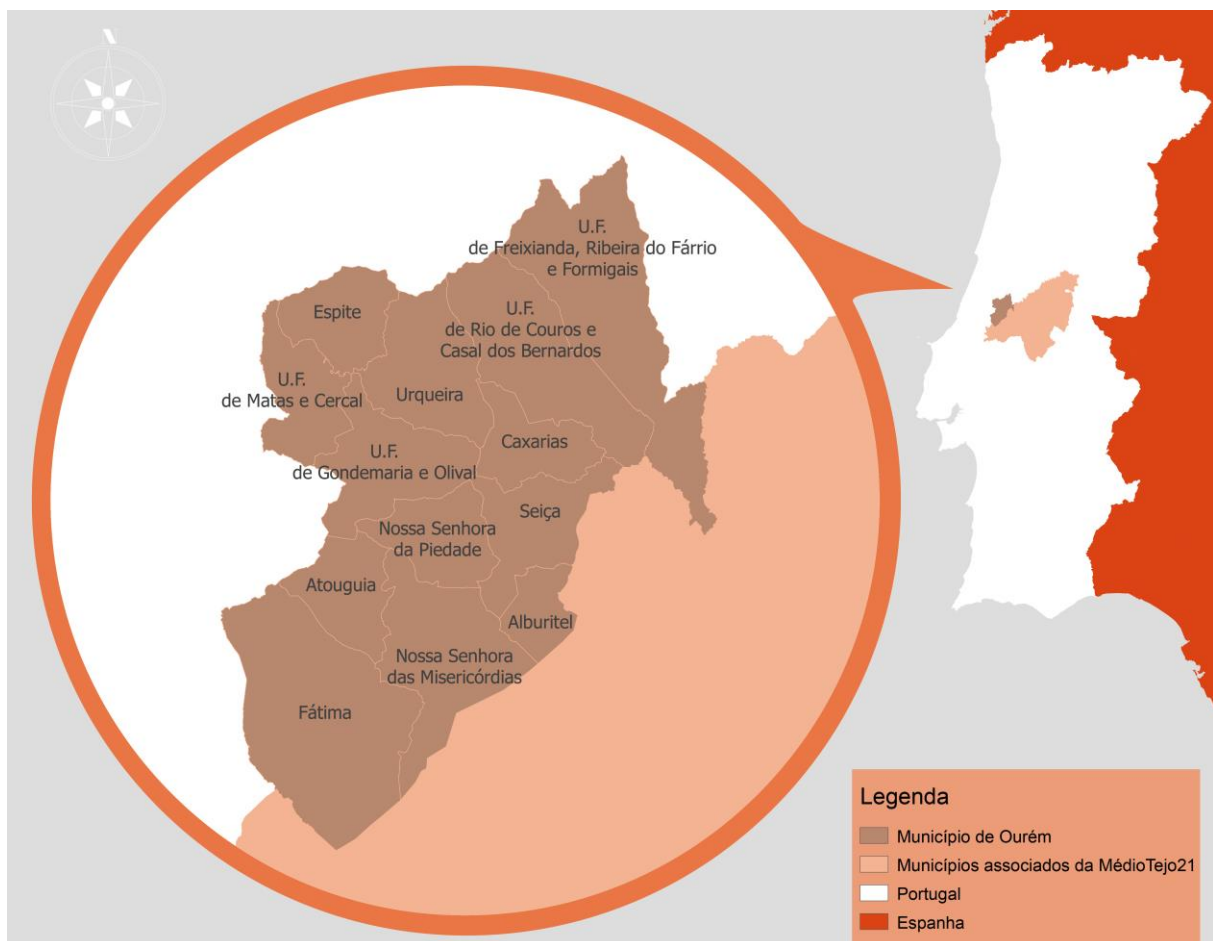 U.F.
de Freixianda, Ribeira do Fárrio
e Formigais
Espite
U.F.
de Rio de Couros e
Casal dos Bernardos
U.F.
de Matas e Cercal
Urqueira
Caxarias
U.F.
de Gondemaria e Olival
Seiça
Nossa Senhora
da Piedade
Atouguia
Alburitel
Nossa Senhora
das Misericórdias
Fátima
Legenda
Município de Ourém
Municípios associados da MédioTejo21
Portugal
Espanha